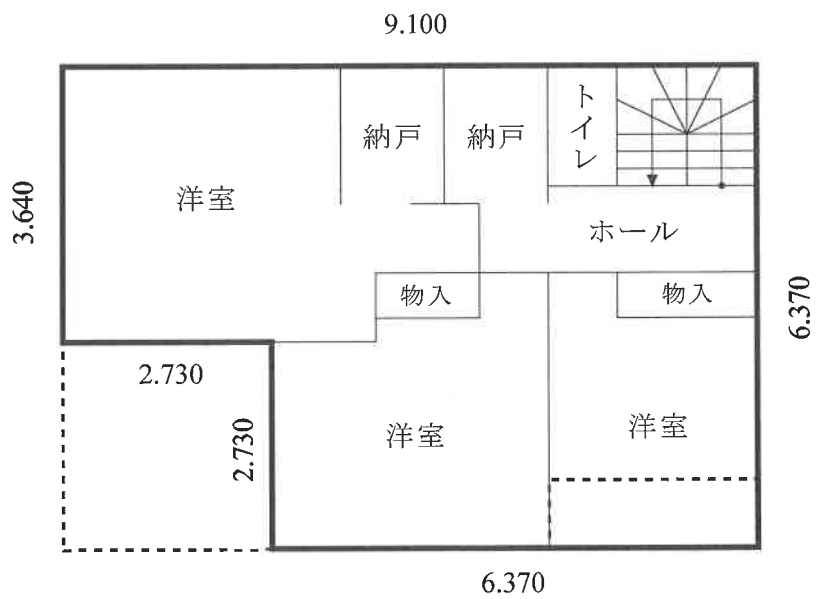 9.100
納戸
納戸
トイレ
洋室
3.640
ホール
物入
物入
6.370
2.730
2.730
洋室
洋室
6.370